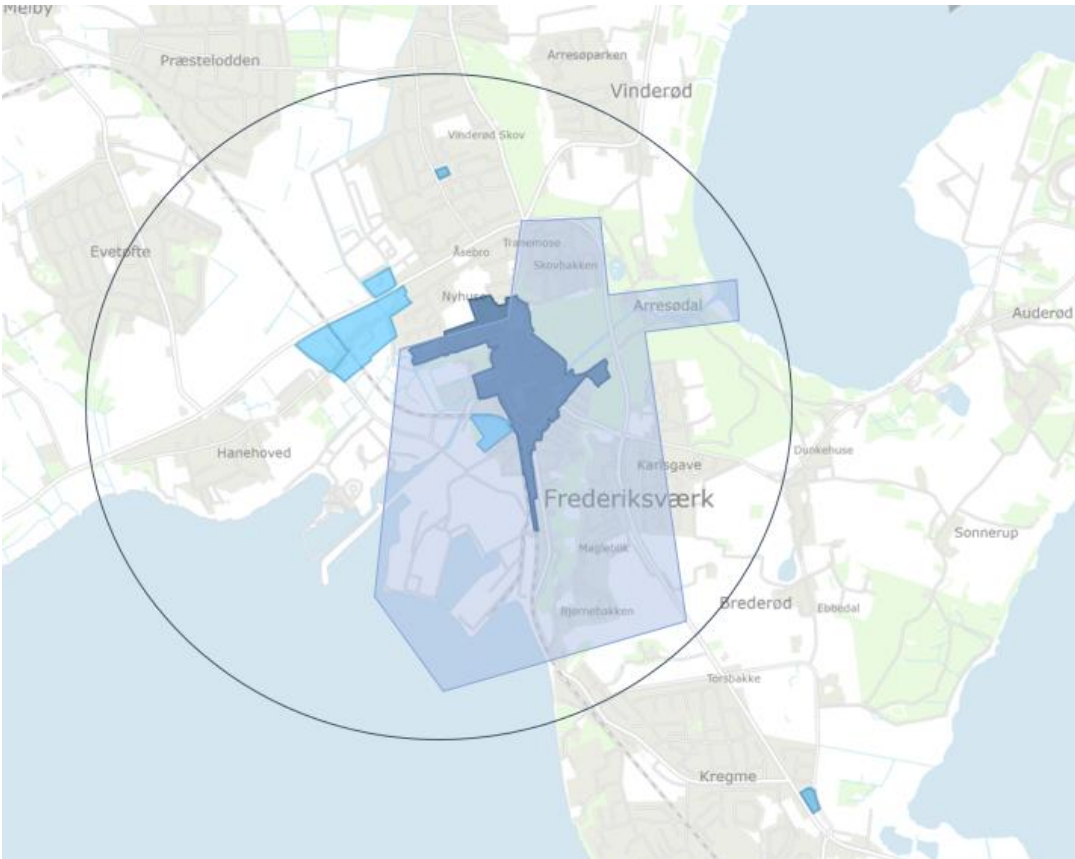 Melby
Præstelodden
Arresøparken
Vinderød
Vinderød Skov
Evetofte
Åsebro
Tranemose
Skovbakken
Nyhuse
Arresødal
Auderød
Hanehoved
Karlsgave
Dunkehuse
Frederiksværk
Sonnerup
Magleblik
Brederød
Ebbedal
Bjørnebakken
Torsbakke
Kregme